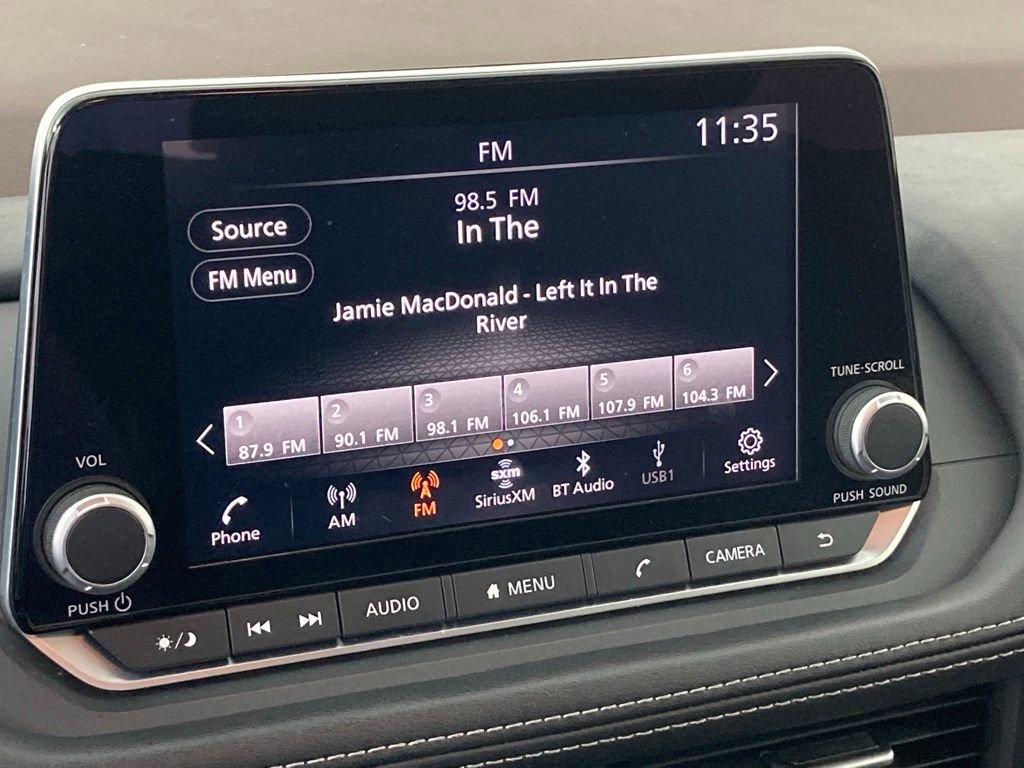 FM
11:35
98.5 FM
In The
Source
FM Menu
Jamie MacDonald - Left It In The
River
1
87.9 FM
2
90.1 FM
3
98.1 FM
4
106.1 FM
5
107.9 FM
6
104.3 FM
Phone
AM
FM
sxm
SiriusXM
BT Audio
USB1
Settings
VOL
PUSH
TUNE·SCROLL
PUSH SOUND
AUDIO
MENU
CAMERA